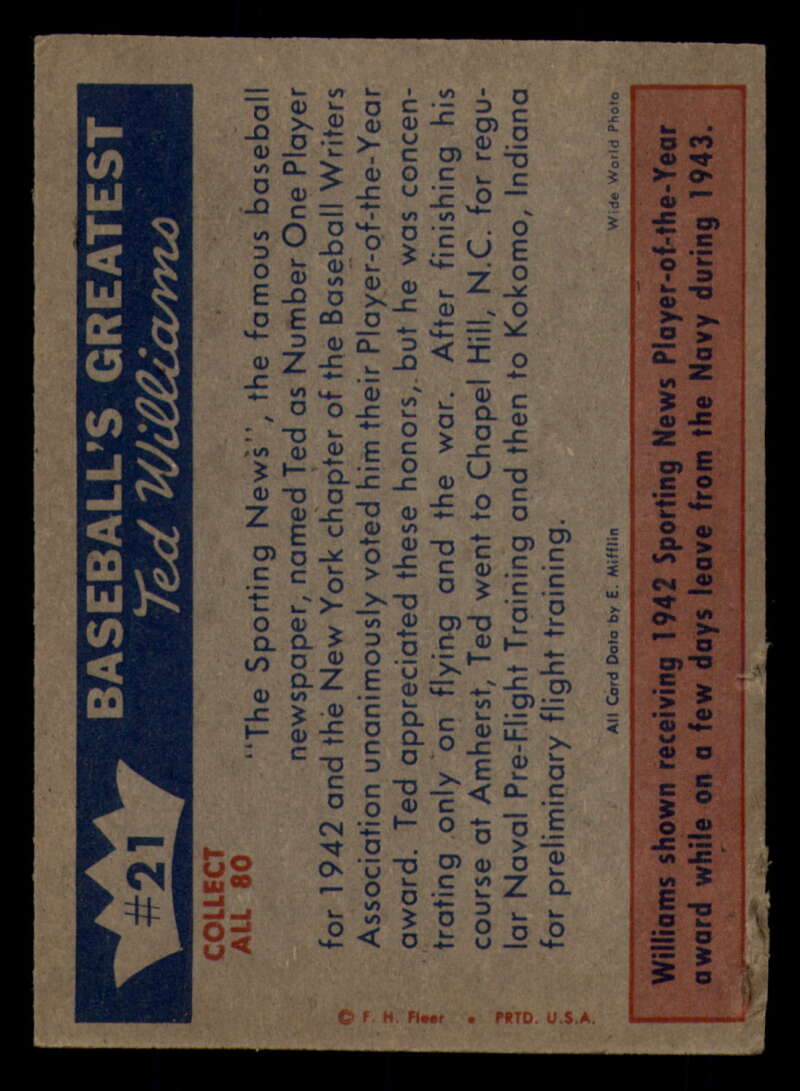 #21
BASEBALL'S GREATEST
Ted Williams
COLLECT
ALL 80
"The Sporting News", the famous baseball
newspaper, named Ted as Number One Player
for 1942 and the New York chapter of the Baseball Writers
Association unanimously voted him their Player-of-the-Year
award. Ted appreciated these honors, but he was concen-
trating only on flying and the war. After finishing his
course at Amherst, Ted went to Chapel Hill, N.C. for regu-
lar Naval Pre-Flight Training and then to Kokomo, Indiana
for preliminary flight training.
All Card Data by E. Mifflin
Wide World Photo
© F. H. Fleer • PRTD. U.S.A.
Williams shown receiving 1942 Sporting News Player-of-the-Year
award while on a few days leave from the Navy during 1943.